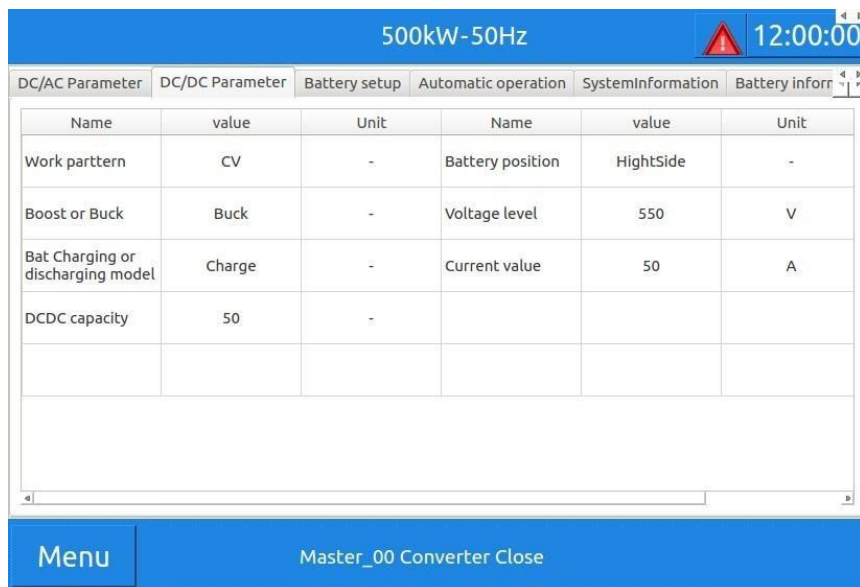 500kW-50Hz
12:00:00
DC/AC Parameter DC/DC Parameter Battery setup Automatic operation SystemInformation Battery inforr
Name value Unit Name value Unit
Work parttern CV - Battery position HightSide -
Boost or Buck Buck - Voltage level 550 V
Bat Charging or
discharging model Charge - Current value 50 A
DCDC capacity 50 -
Menu Master_00 Converter Close